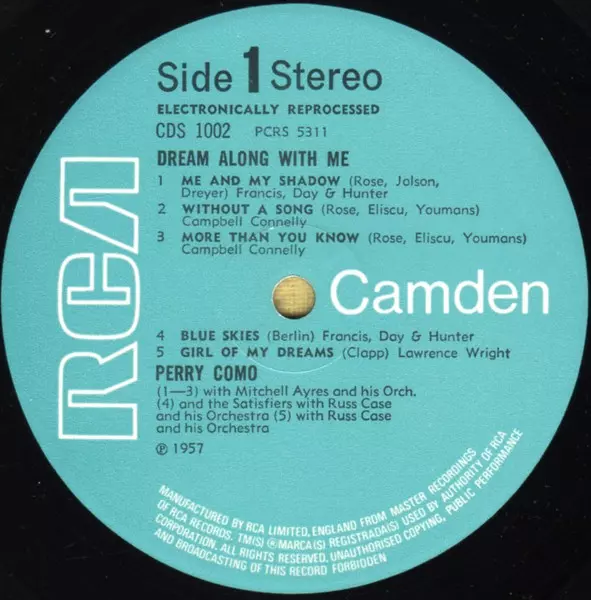 Side 1 Stereo
ELECTRONICALLY REPROCESSED
CDS 1002 PCRS 5311
DREAM ALONG WITH ME
1 ME AND MY SHADOW (Rose, Jolson,
Dreyer) Francis, Day & Hunter
2 WITHOUT A SONG (Rose, Eliscu, Youmans)
Campbell Connelly
3 MORE THAN YOU KNOW (Rose, Eliscu, Youmans)
Campbell Connelly
RCA
Camden
4 BLUE SKIES (Berlin) Francis, Day & Hunter
5 GIRL OF MY DREAMS (Clapp) Lawrence Wright
PERRY COMO
(1—3) with Mitchell Ayres and his Orch.
(4) and the Satisfiers with Russ Case
and his Orchestra (5) with Russ Case
and his Orchestra
℗ 1957
MANUFACTURED BY RCA LIMITED, ENGLAND FROM MASTER RECORDINGS
OF RCA RECORDS. TM(S) ® MARCA(S) REGISTRADA(S) USED BY AUTHORITY OF RCA
CORPORATION. ALL RIGHTS RESERVED. UNAUTHORISED COPYING, PUBLIC PERFORMANCE
AND BROADCASTING OF THIS RECORD FORBIDDEN